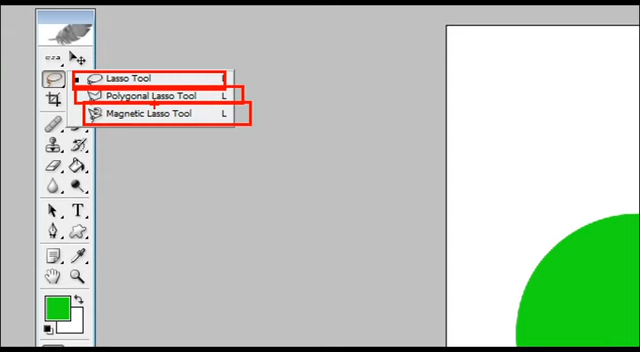 Lasso Tool L
Polygonal Lasso Tool L
Magnetic Lasso Tool L
T